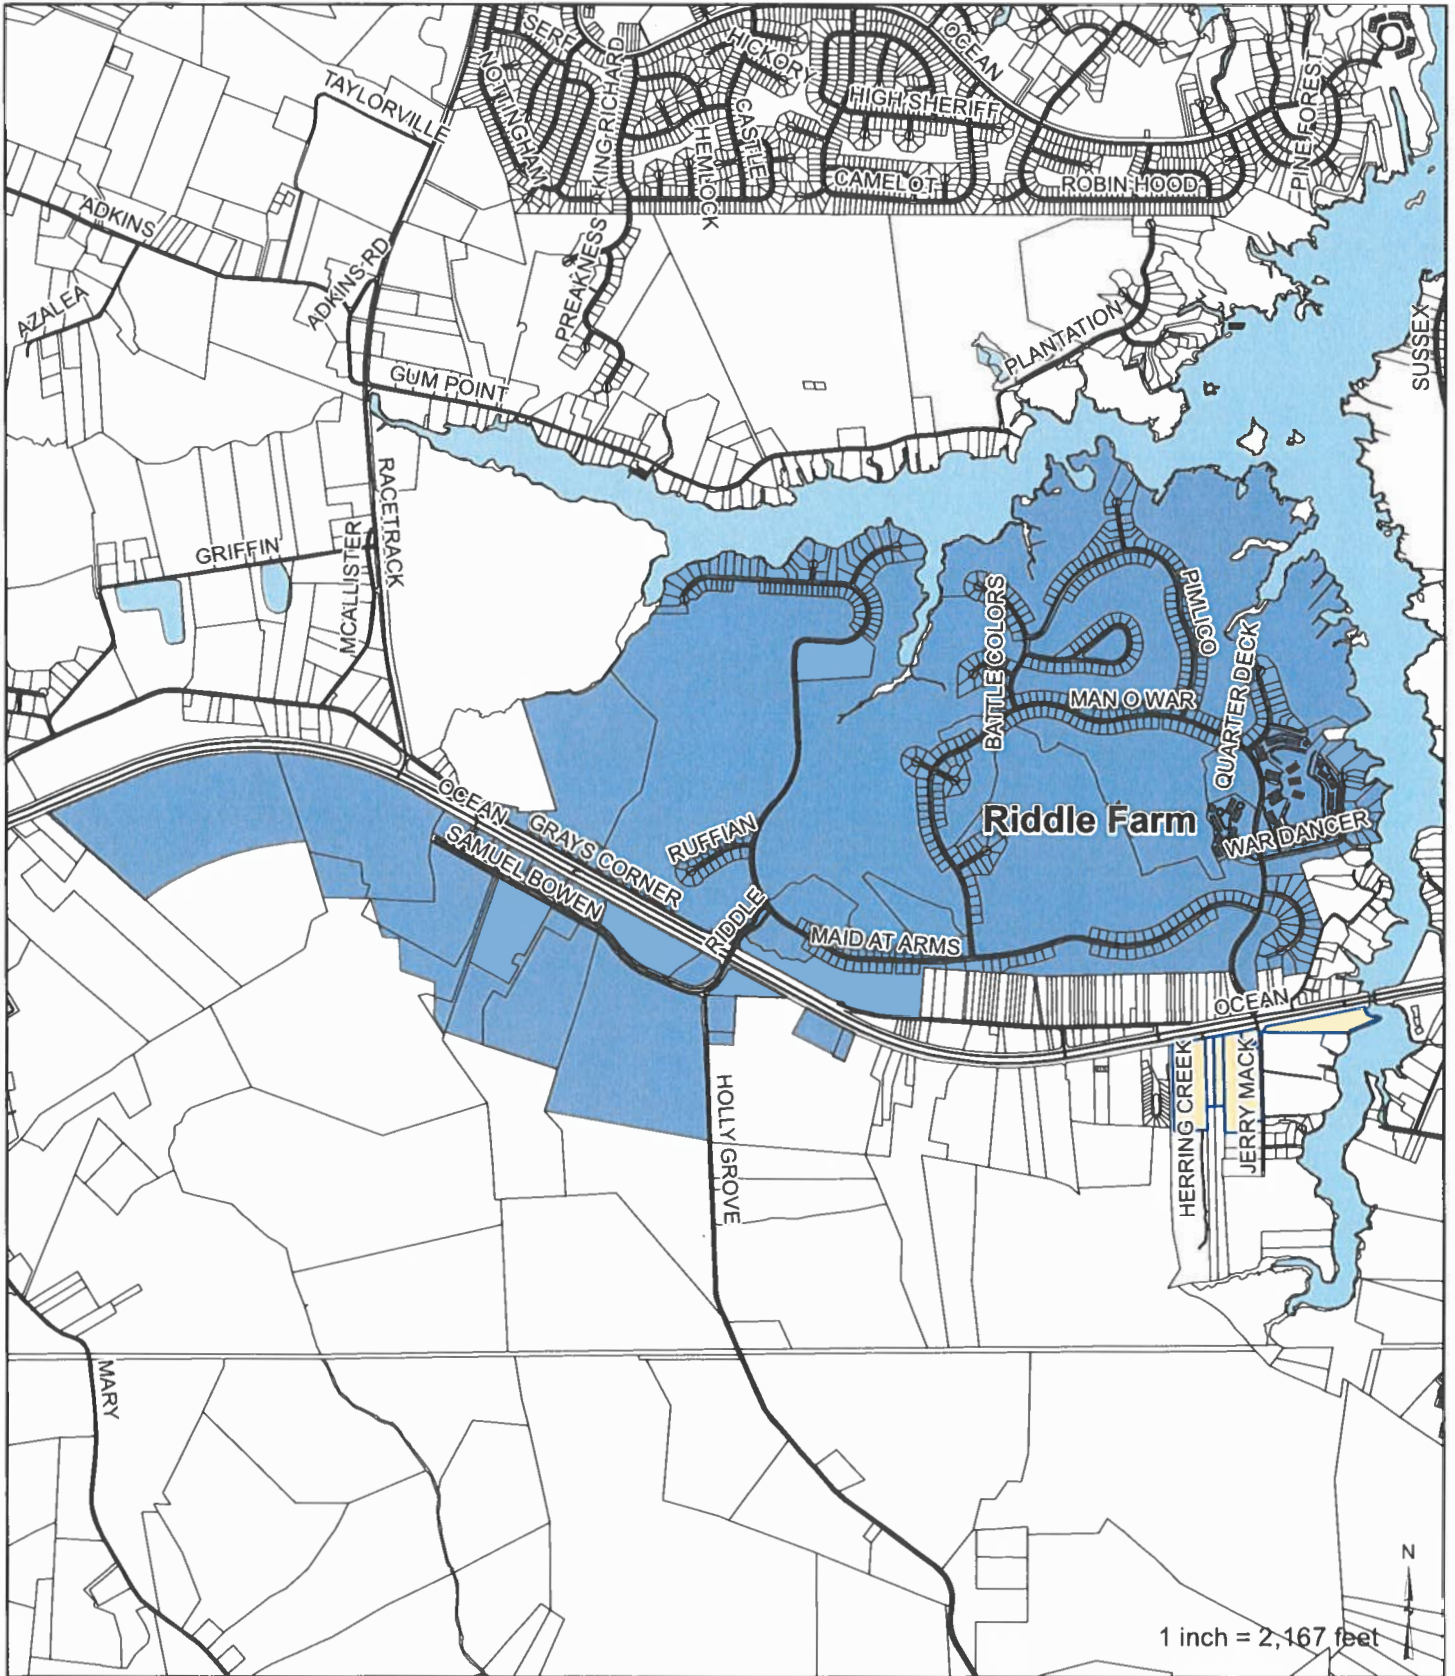 SERF
HICKORY
OCEAN
NOTTINGHAM
KING RICHARD
TAYLORVILLE
HIGH SHERIFF
CASTLE
HEMLOCK
PINE FOREST
CAMELOT
ROBIN HOOD
ADKINS
PREAKNESS
ADKINS RD
AZALEA
PLANTATION
SUSSEX
GUM POINT
RACETRACK
GRIFFIN
MCALLISTER
BATTLE COLORS
PIMLICO
QUARTER DECK
MAN O WAR
OCEAN
GRAYS CORNER
RUFFIAN
Riddle Farm
WAR DANCER
SAMUEL BOWEN
RIDDLE
MAID AT ARMS
OCEAN
HOLLY GROVE
HERRING CREEK
JERRY MACK
MARY
N
1 inch = 2,167 feet